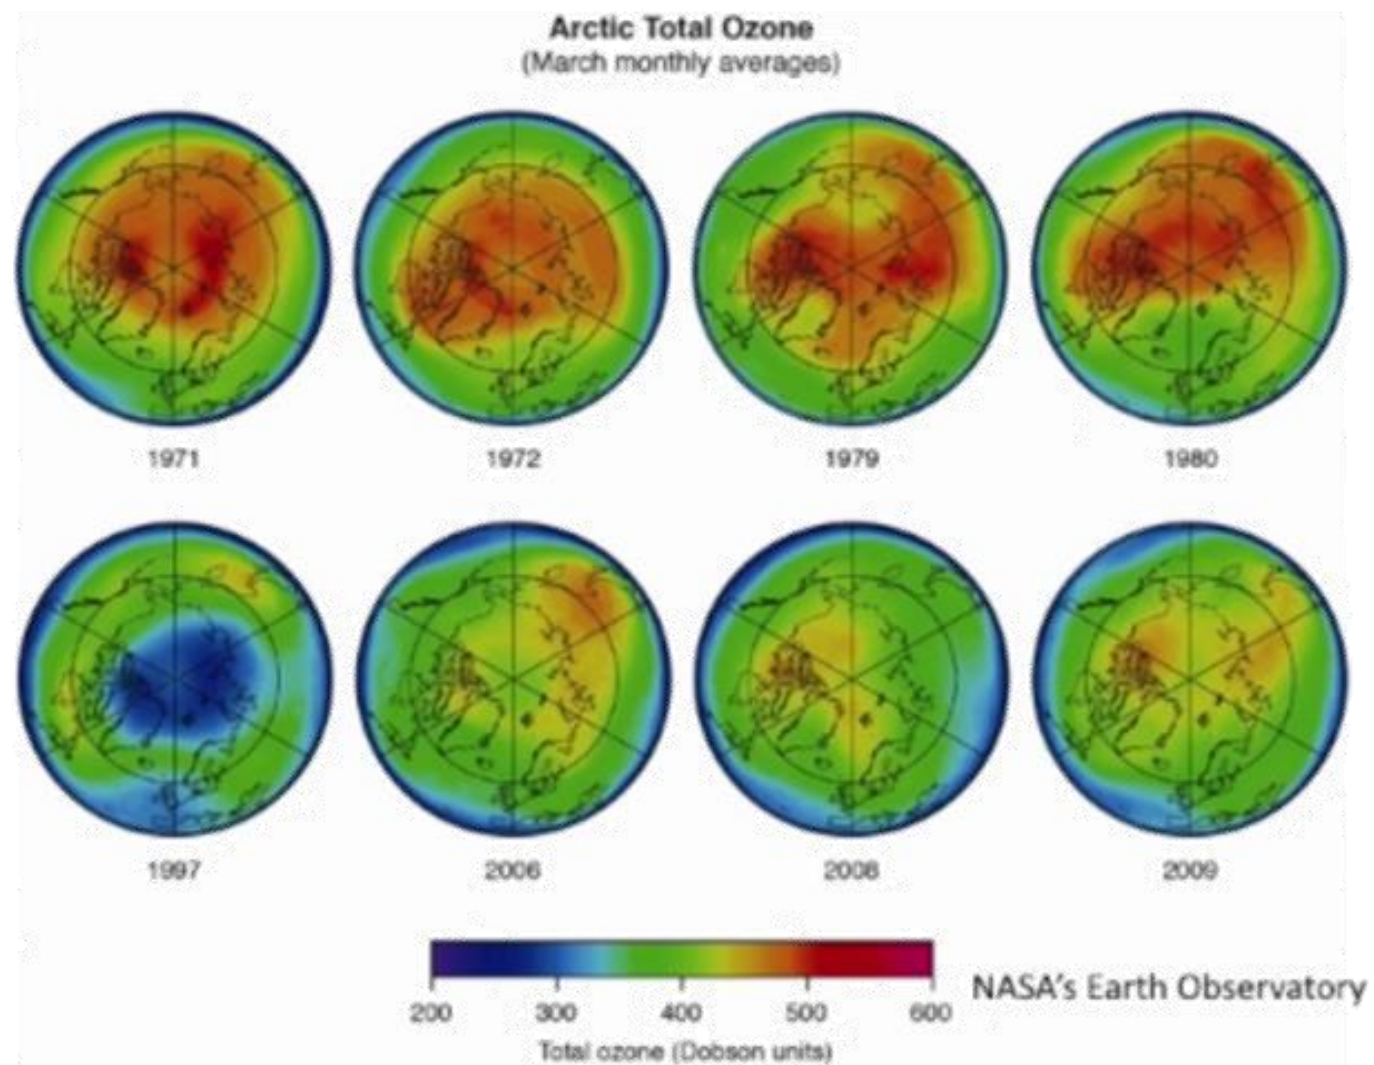 Arctic Total Ozone
(March monthly averages)
1971 1972 1979 1980
1997 2006 2008 2009
200 300 400 500 600
Total ozone (Dobson units)
NASA's Earth Observatory